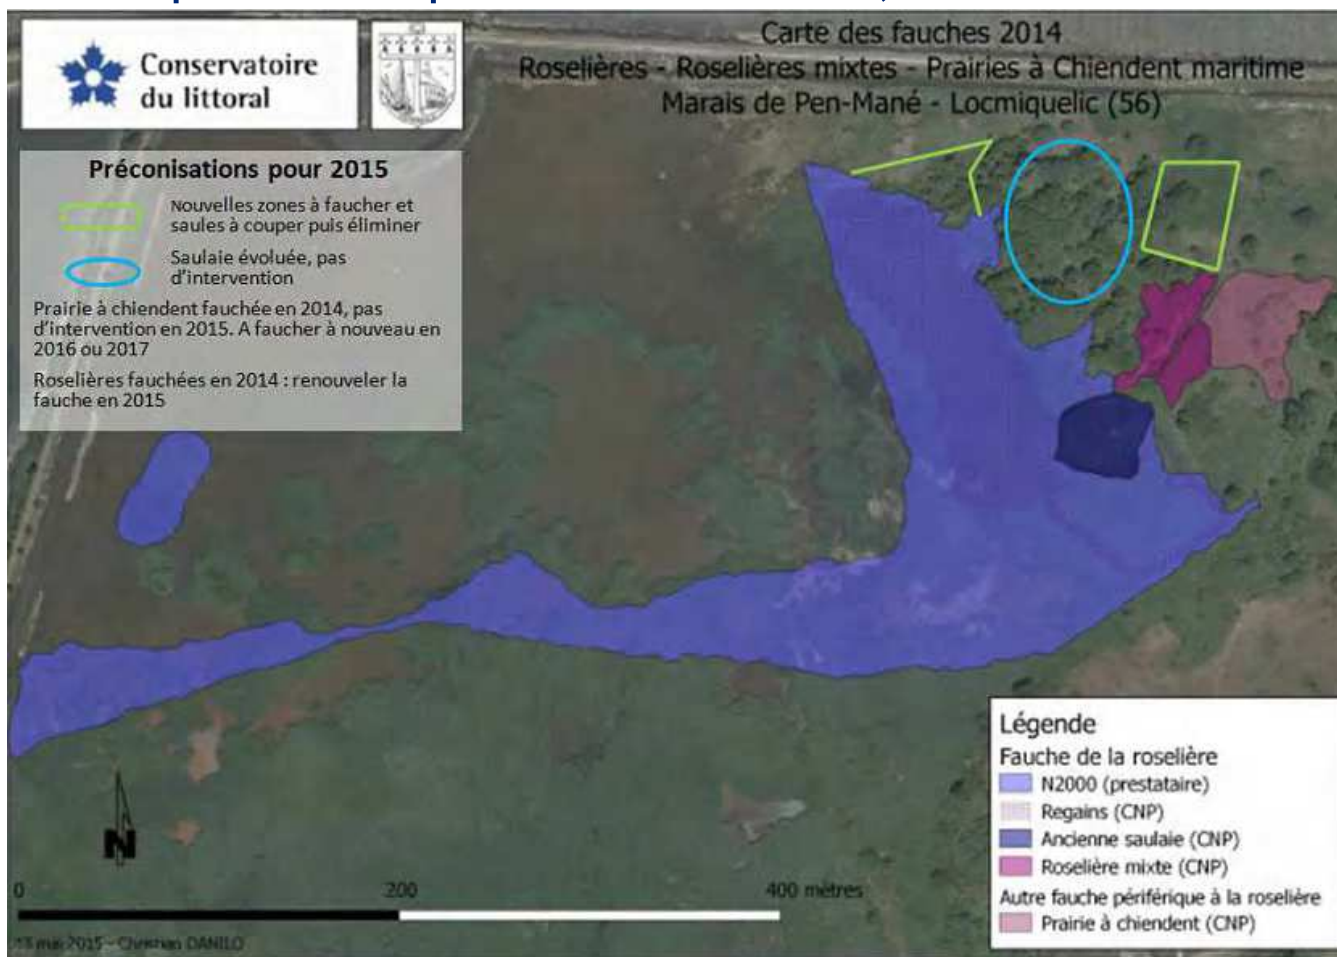 Conservatoire
du littoral
Carte des fauches 2014
Roselières - Roselières mixtes - Prairies à Chiendent maritime
Marais de Pen-Mané - Locmiquelic (56)
Préconisations pour 2015
Nouvelles zones à faucher et
saules à couper puis éliminer
Saulaie évoluée, pas
d'intervention
Prairie à chiendent fauchée en 2014, pas
d'intervention en 2015. A faucher à nouveau en
2016 ou 2017
Roselières fauchées en 2014 : renouveler la
fauche en 2015
Légende
Fauche de la roselière
N2000 (prestataire)
Regains (CNP)
Ancienne saulaie (CNP)
Roselière mixte (CNP)
Autre fauche périférique à la roselière
Prairie à chiendent (CNP)
N
0 200 400 mètres
mai 2015 - Christian DANILO